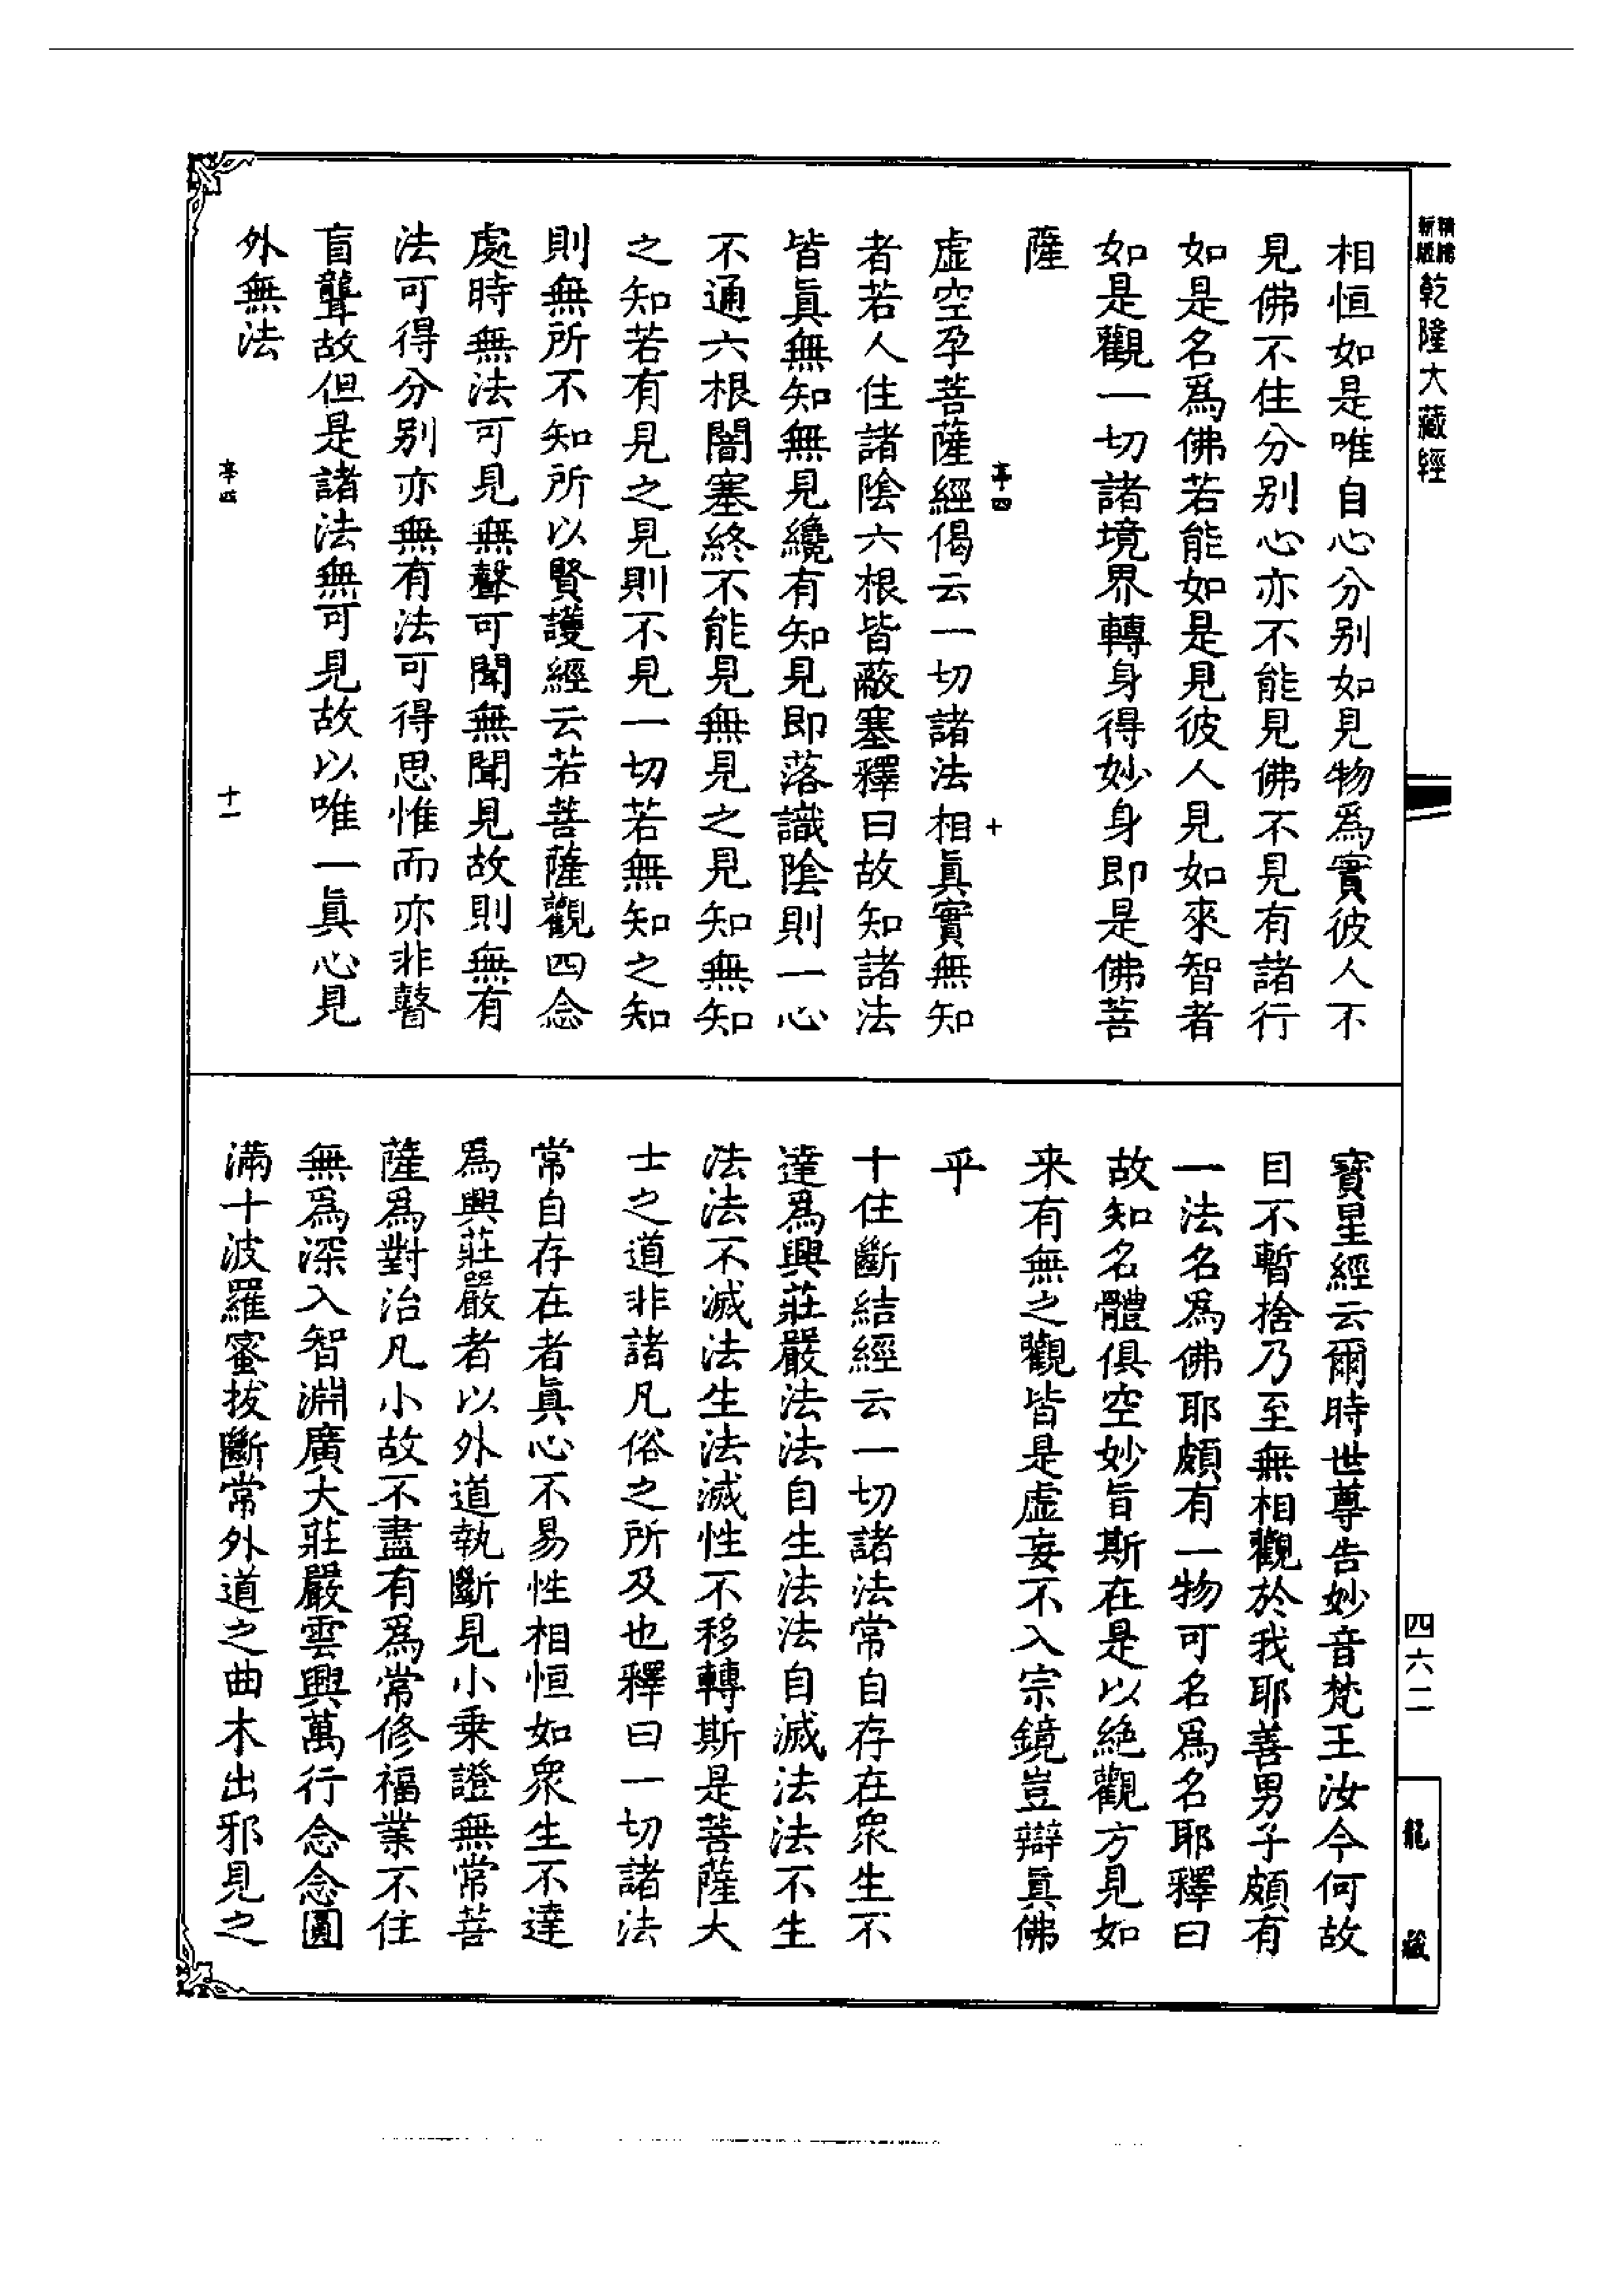 精編
新版
乾隆大藏經
相恒如是唯自心分别如見物爲實彼人不
見佛不住分别心亦不能見佛不見有諸行
如是名爲佛若能如是見彼人見如來智者
如是觀一切諸境界轉身得妙身即是佛菩
薩
亭四
十
虚空孕菩薩經偈云一切諸法相眞實無知
者若人住諸陰六根皆蔽塞釋曰故知諸法
皆眞無知無見纔有知見即落識陰則一心
不通六根闇塞終不能見無見之見知無知
之知若有見之見則不見一切若無知之知
則無所不知所以賢護經云若菩薩觀四念
處時無法可見無聲可聞無聞見故則無有
法可得分别亦無有法可得思惟而亦非瞽
盲聾故但是諸法無可見故以唯一眞心見
外無法
亭四
十一
寶星經云爾時世尊告妙音梵王汝今何故
目不暫捨乃至無相觀於我耶善男子頗有
一法名爲佛耶頗有一物可名爲名耶釋曰
故知名體俱空妙旨斯在是以絶觀方見如
来有無之觀皆是虚妄不入宗鏡豈辯眞佛
乎
十住斷結經云一切諸法常自存在衆生不
達爲興莊嚴法法自生法法自滅法法不生
法法不滅法生法滅性不移轉斯是菩薩大
士之道非諸凡俗之所及也釋曰一切諸法
常自存在者眞心不易性相恒如衆生不達
爲興莊嚴者以外道執斷見小乗證無常菩
薩爲對治凡小故不盡有爲常修福業不住
無爲深入智淵廣大莊嚴雲興萬行念念圓
滿十波羅蜜拔斷常外道之曲木出邪見之
四六二
龍藏